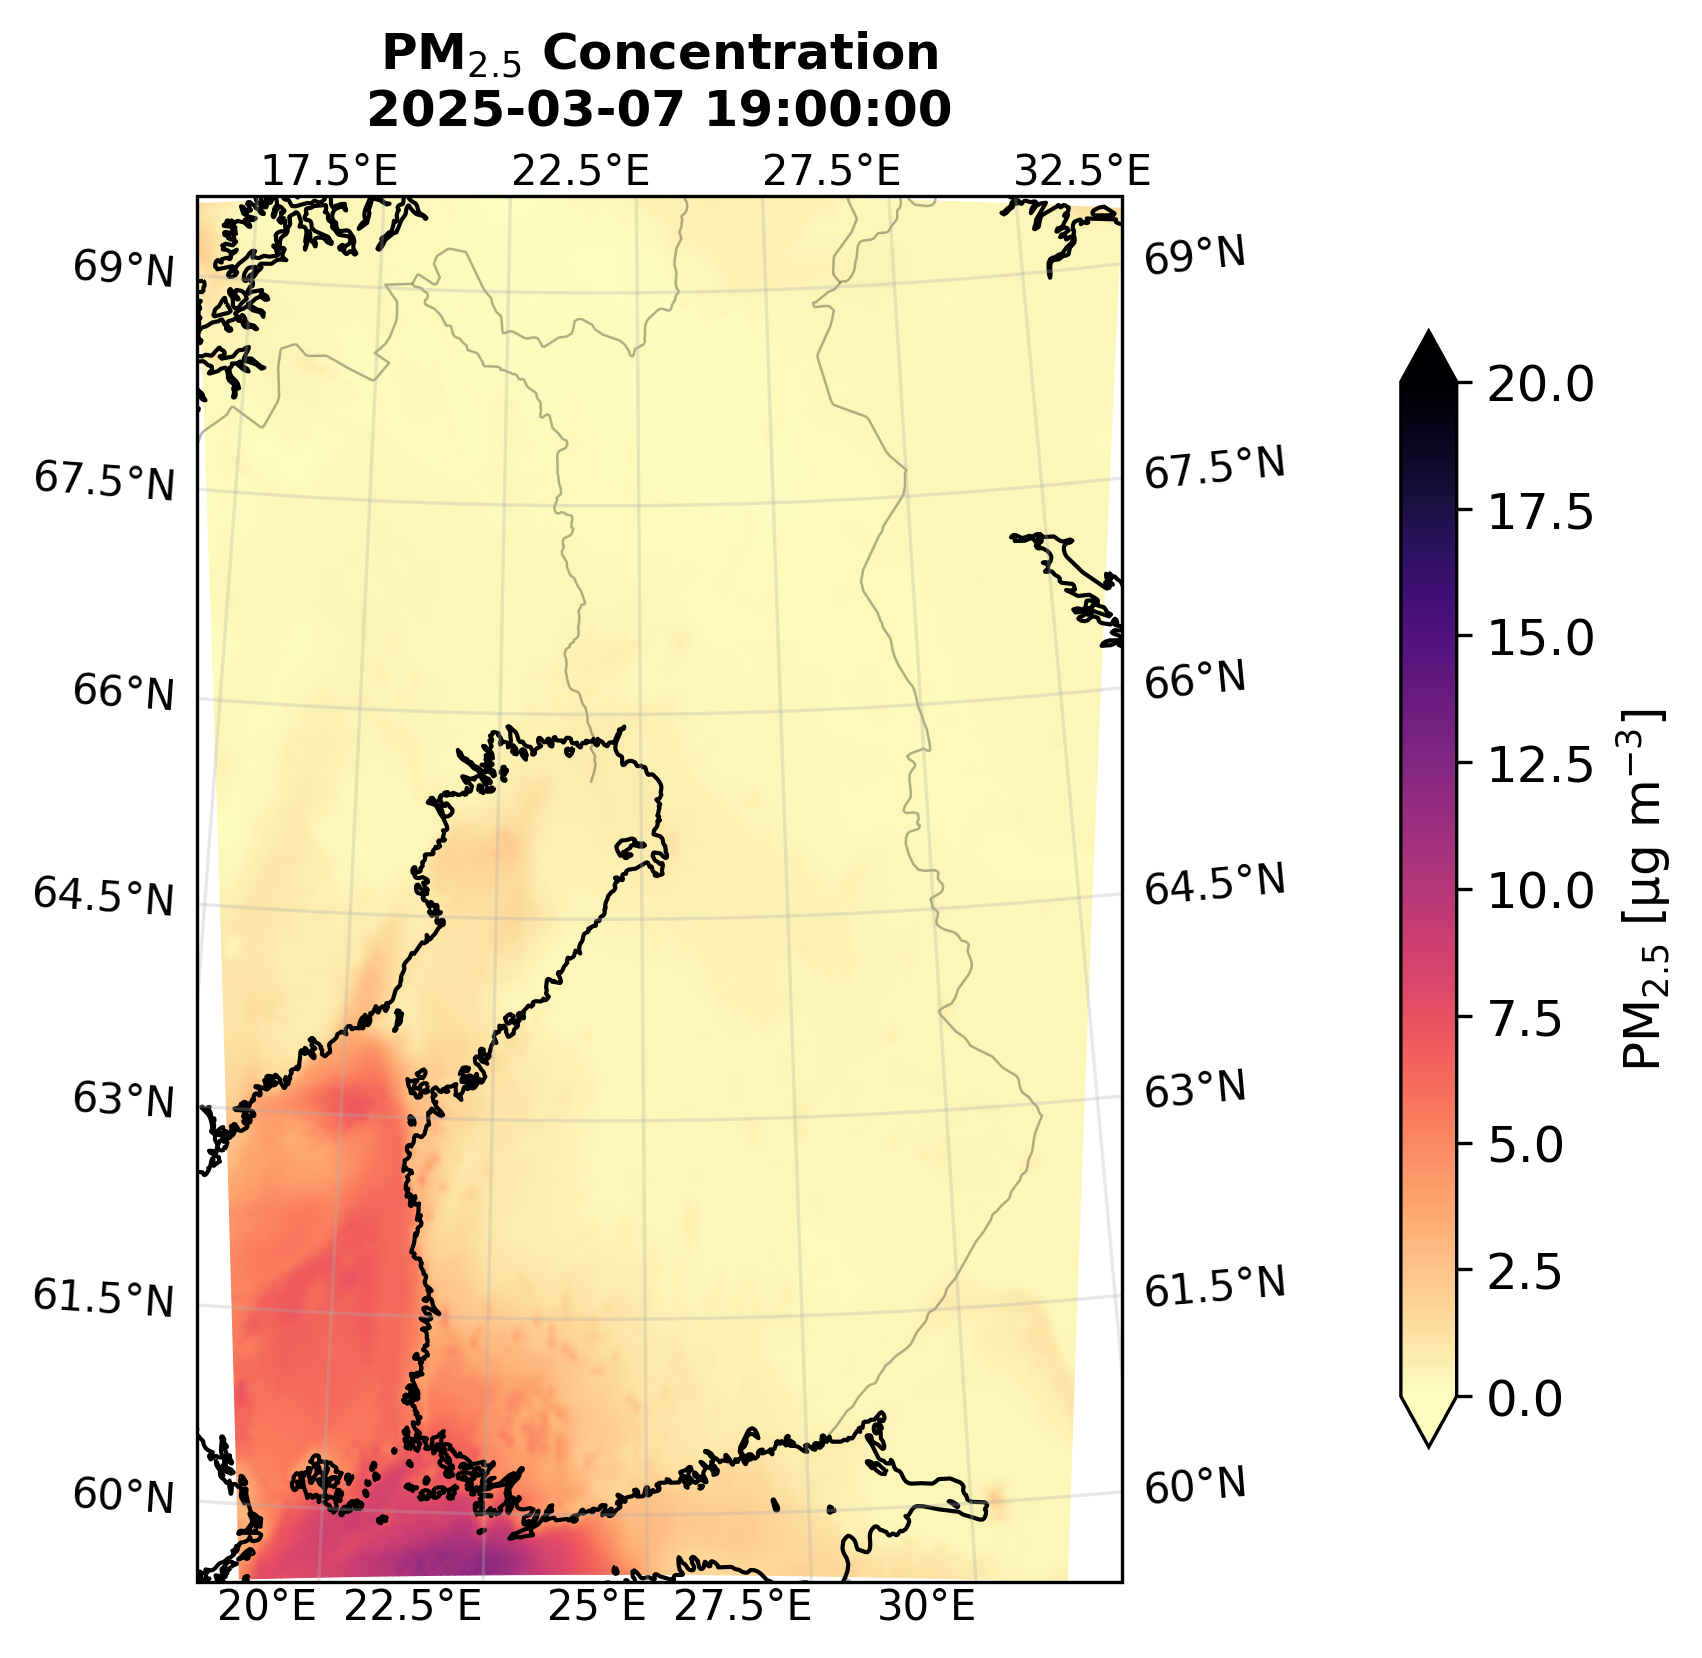 PM2.5 Concentration
2025-03-07 19:00:00
17.5°E 22.5°E 27.5°E 32.5°E
69°N 69°N
67.5°N 67.5°N
66°N 66°N
64.5°N 64.5°N
63°N 63°N
61.5°N 61.5°N
60°N 60°N
20°E 22.5°E 25°E 27.5°E 30°E
20.0
17.5
15.0
12.5
10.0
7.5
5.0
2.5
0.0
PM2.5 [µg m−3]